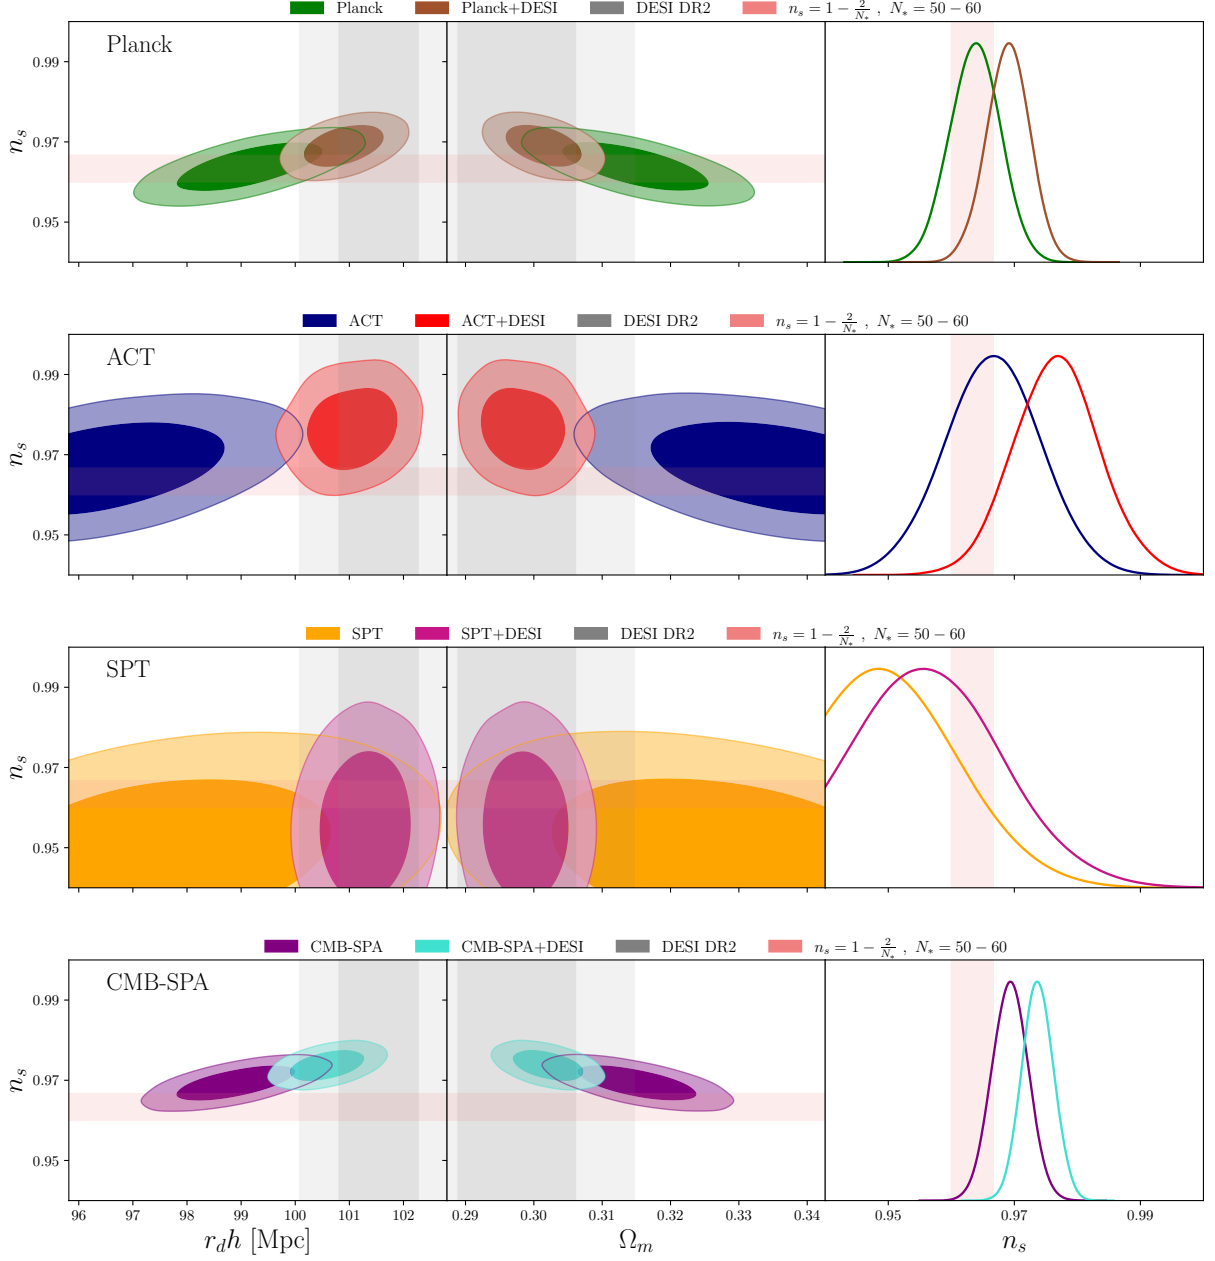 Planck Planck+DESI DESI DR2 n_s = 1 − 2/N_* , N_* = 50 − 60
Planck
0.99
0.97
0.95
n_s
ACT ACT+DESI DESI DR2 n_s = 1 − 2/N_* , N_* = 50 − 60
ACT
0.99
0.97
0.95
n_s
SPT SPT+DESI DESI DR2 n_s = 1 − 2/N_* , N_* = 50 − 60
SPT
0.99
0.97
0.95
n_s
CMB-SPA CMB-SPA+DESI DESI DR2 n_s = 1 − 2/N_* , N_* = 50 − 60
CMB-SPA
0.99
0.97
0.95
n_s
96 97 98 99 100 101 102 0.29 0.30 0.31 0.32 0.33 0.34 0.95 0.97 0.99
r_d h [Mpc] Ω_m n_s